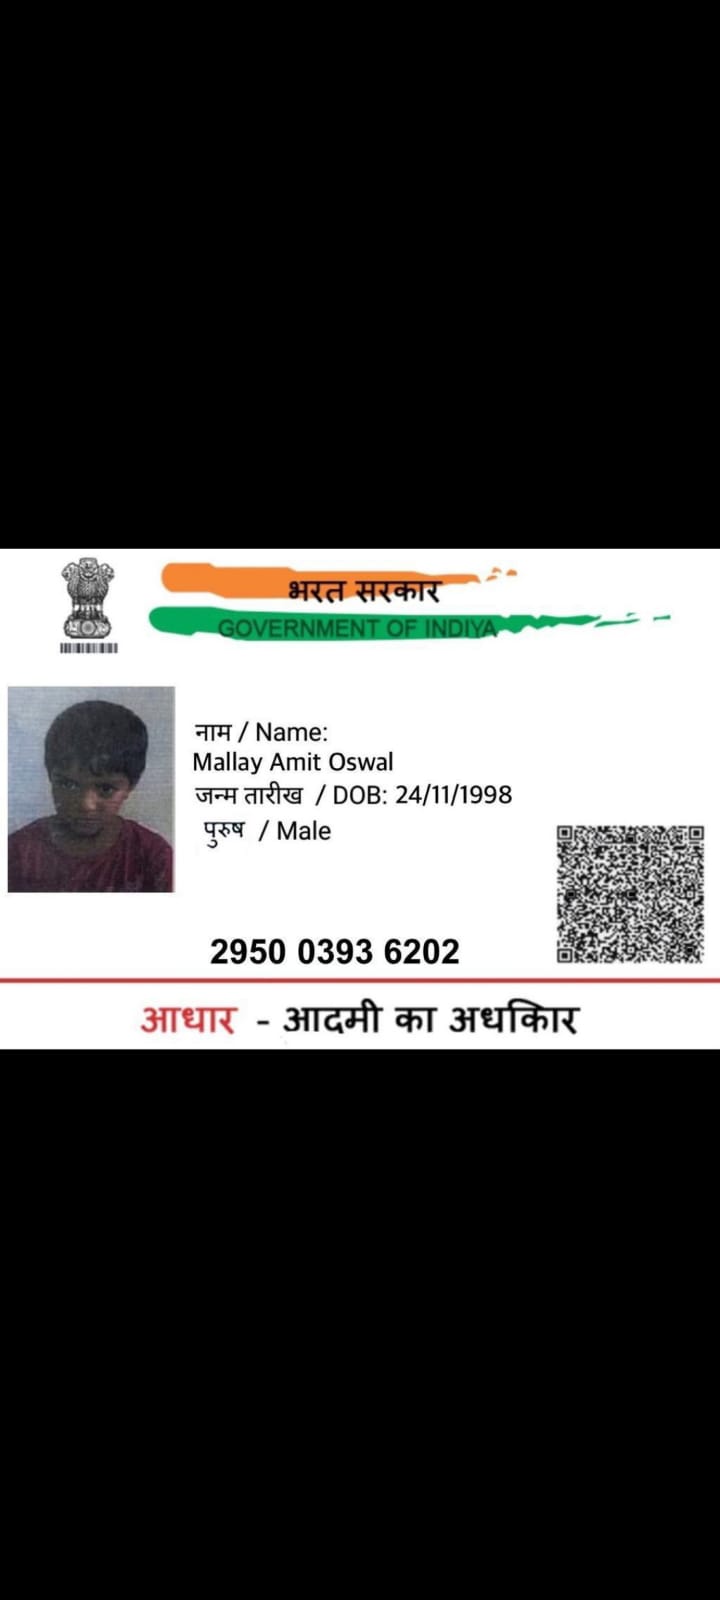 भरत सरकार
GOVERNMENT OF INDIYA
नाम / Name:
Mallay Amit Oswal
जन्म तारीख / DOB: 24/11/1998
पुरुष / Male
2950 0393 6202
आधार - आदमी का अधकिार